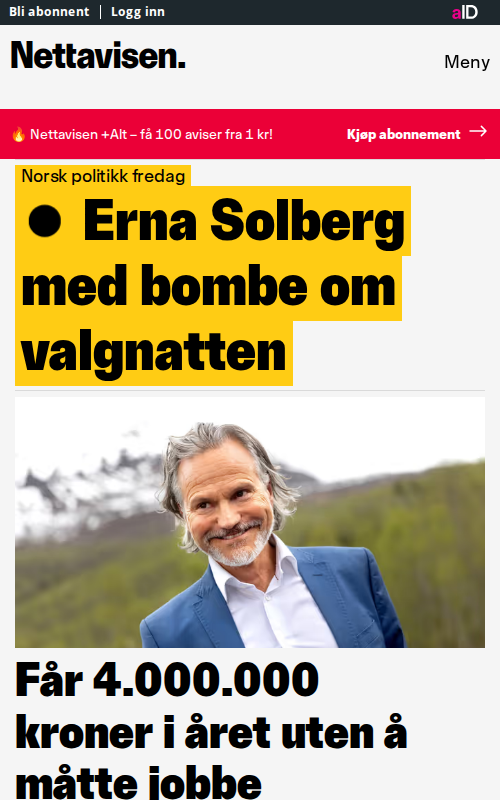 Bli abonnent | Logg inn
aID
Nettavisen.
Meny
🔥 Nettavisen +Alt – få 100 aviser fra 1 kr!
Kjøp abonnement →
Norsk politikk fredag
● Erna Solberg
med bombe om
valgnatten
Får 4.000.000
kroner i året uten å
måtte jobbe